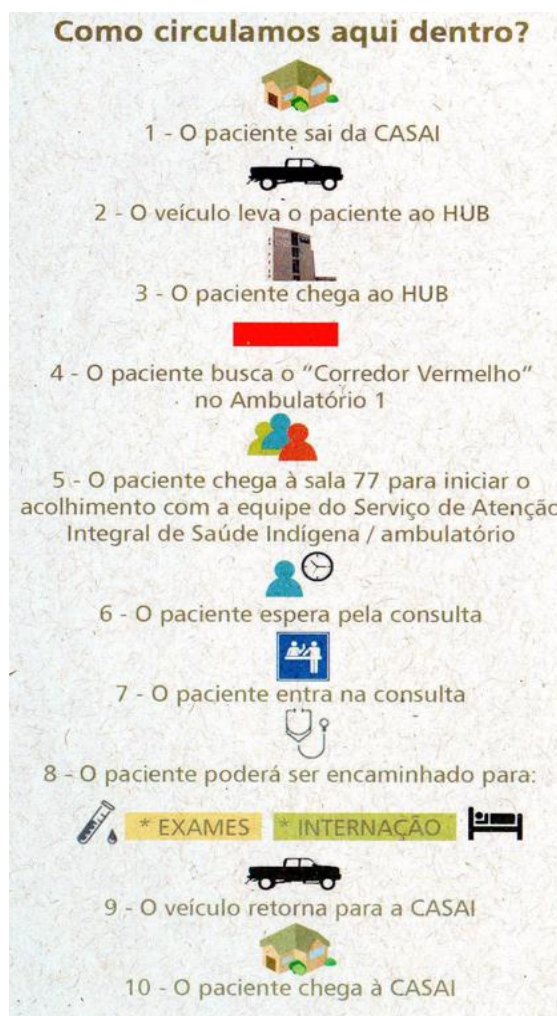 Como circulamos aqui dentro?
1 - O paciente sai da CASAI
2 - O veículo leva o paciente ao HUB
3 - O paciente chega ao HUB
4 - O paciente busca o "Corredor Vermelho"
no Ambulatório 1
5 - O paciente chega à sala 77 para iniciar o
acolhimento com a equipe do Serviço de Atenção
Integral de Saúde Indígena / ambulatório
6 - O paciente espera pela consulta
7 - O paciente entra na consulta
8 - O paciente poderá ser encaminhado para:
* EXAMES * INTERNAÇÃO
9 - O veículo retorna para a CASAI
10 - O paciente chega à CASAI